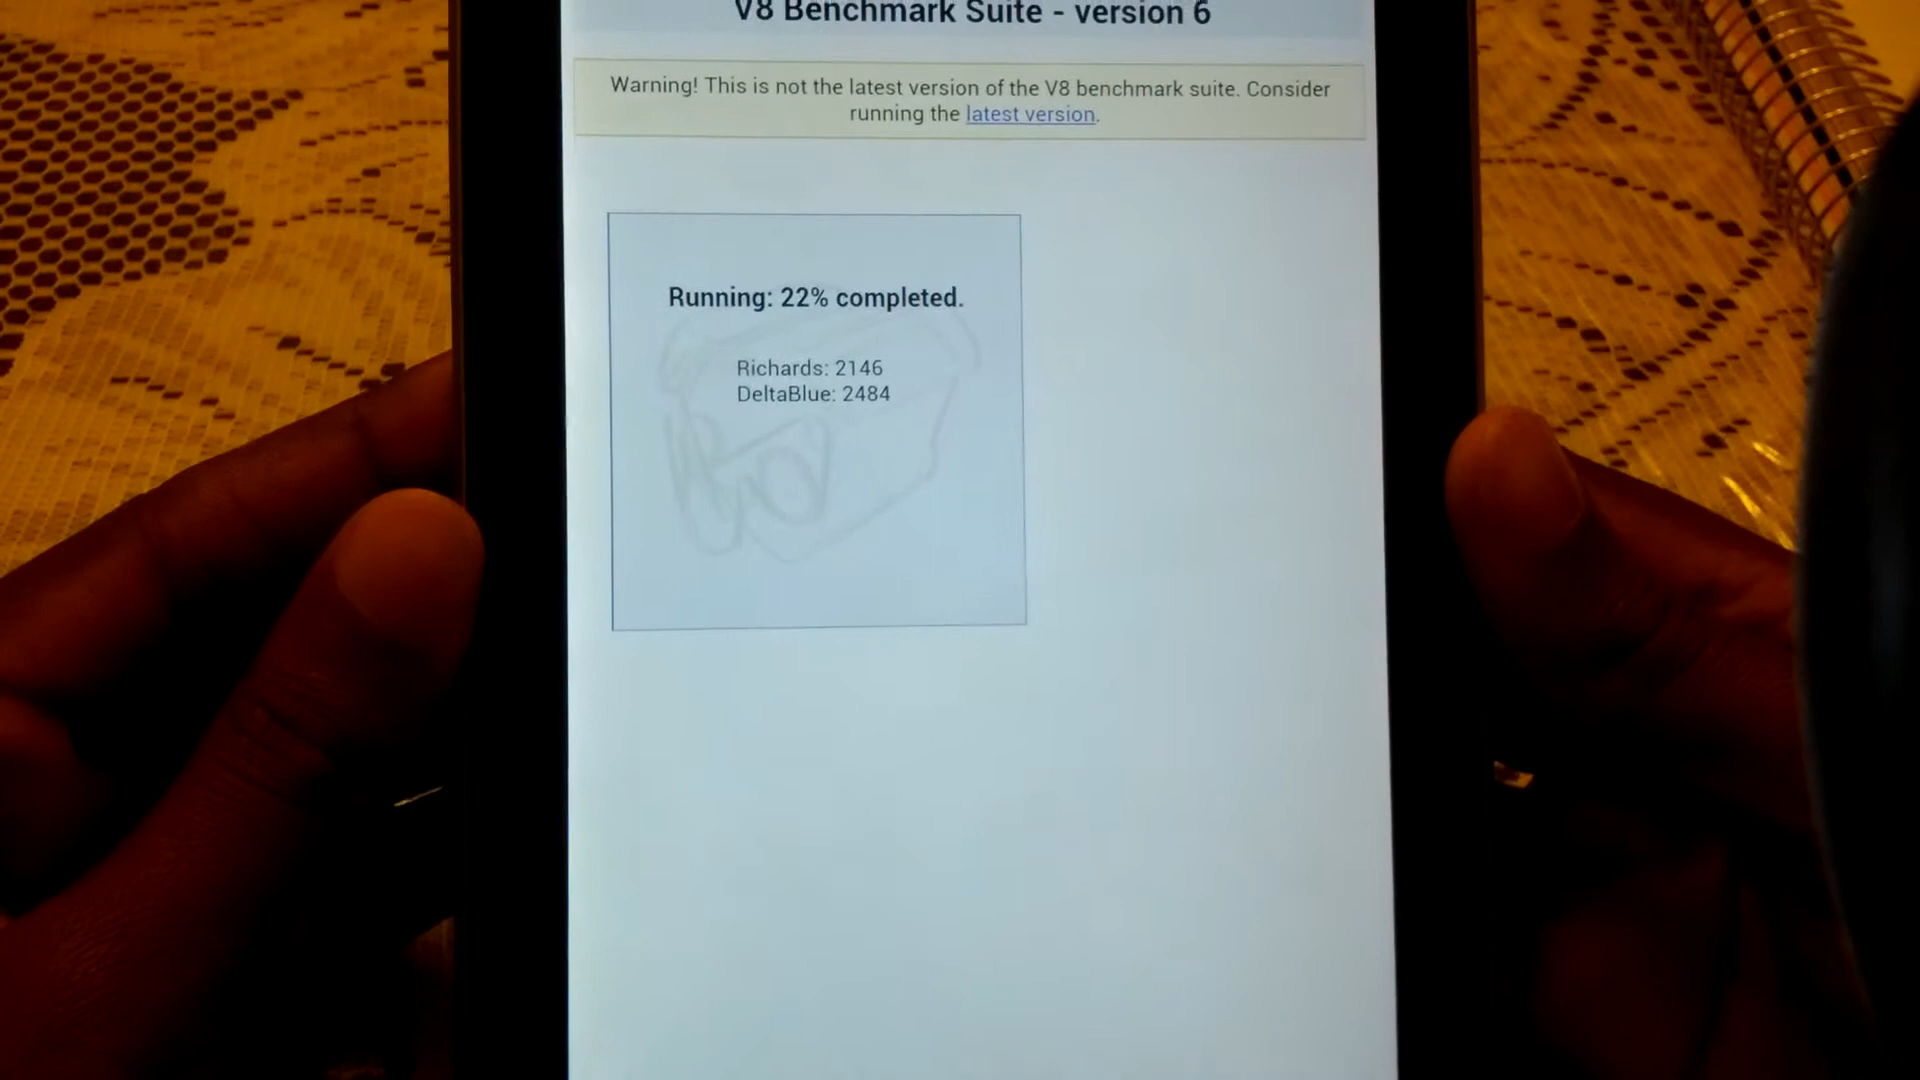 V8 Benchmark Suite - version 6
Warning! This is not the latest version of the V8 benchmark suite. Consider
running the latest version.
Running: 22% completed.
Richards: 2146
DeltaBlue: 2484